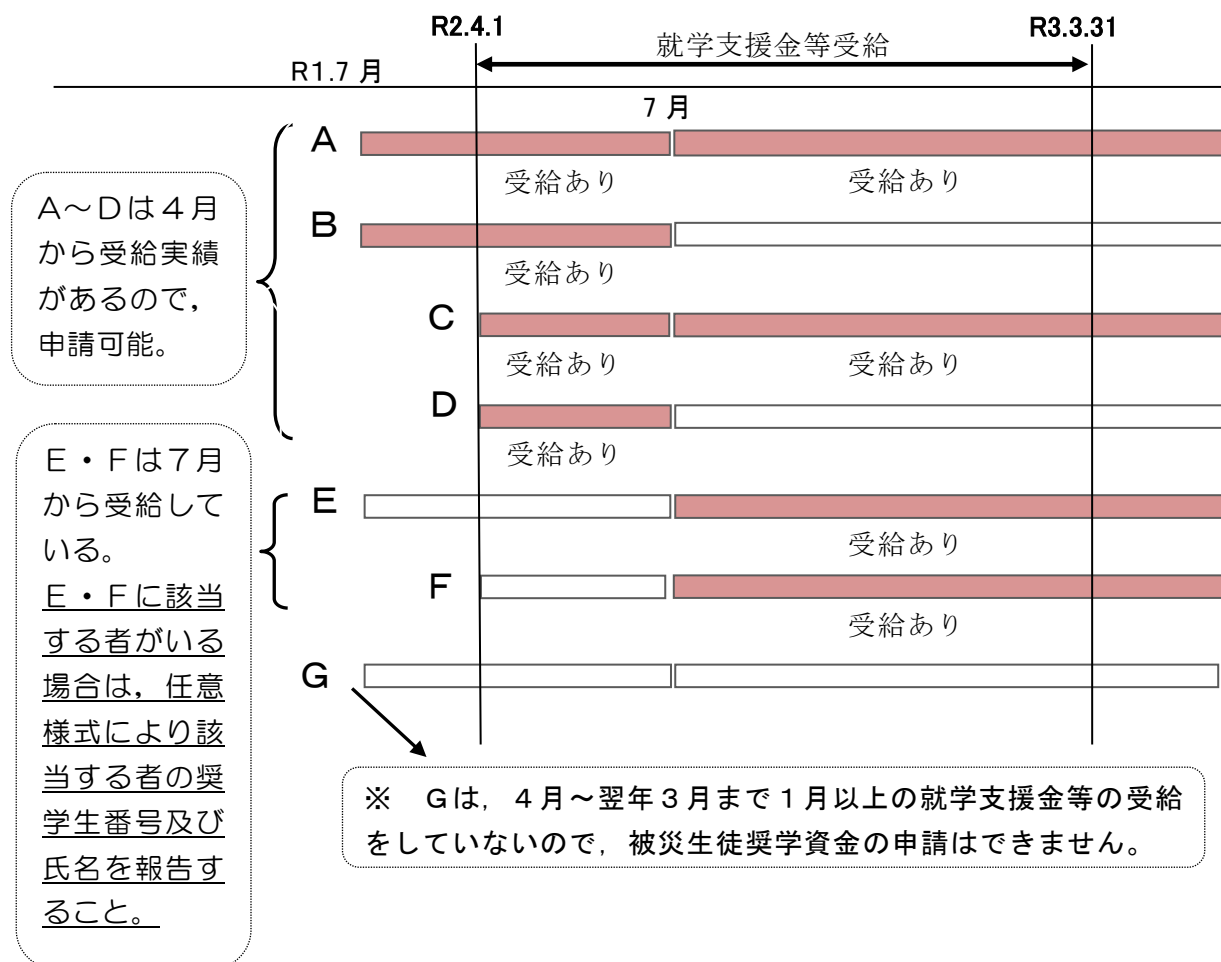 R2.4.1
R3.3.31
就学支援金等受給
R1.7 月
7 月
A
受給あり
受給あり
B
受給あり
C
受給あり
受給あり
D
受給あり
E
受給あり
F
受給あり
G
A～Dは４月
から受給実績
があるので，
申請可能。
E・Fは７月
から受給して
いる。
E・Fに該当
する者がいる
場合は，任意
様式により該
当する者の奨
学生番号及び
氏名を報告す
ること。
※　Gは，４月～翌年３月まで１月以上の就学支援金等の受給
をしていないので，被災生徒奨学資金の申請はできません。